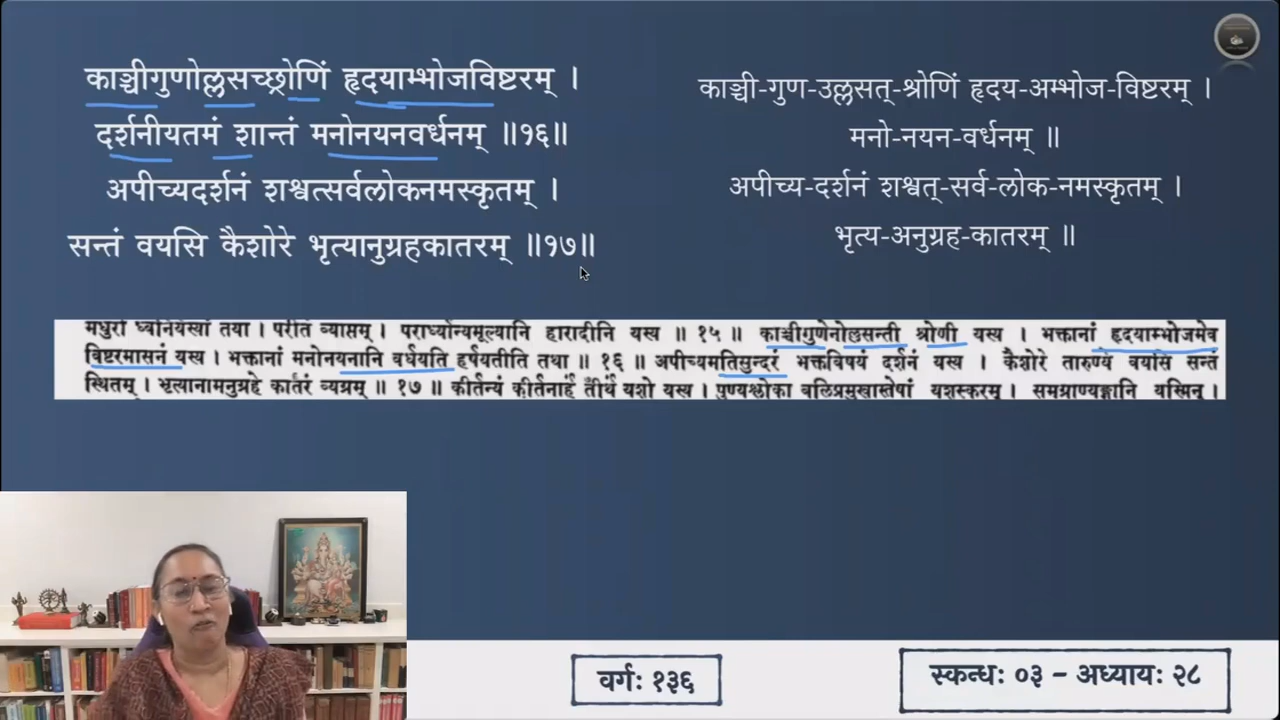 काञ्चीगुणोल्लसच्छ्रोणिं हृदयाम्भोजविष्टरम् ।
दर्शनीयतमं शान्तं मनोनयनवर्धनम् ॥१६॥
अपीच्यदर्शनं शश्वत्सर्वलोकनमस्कृतम् ।
सन्तं वयसि कैशोरे भृत्यानुग्रहकातरम् ॥१७॥
काञ्ची-गुण-उल्लसत्-श्रोणिं हृदय-अम्भोज-विष्टरम् ।
मनो-नयन-वर्धनम् ॥
अपीच्य-दर्शनं शश्वत्-सर्व-लोक-नमस्कृतम् ।
भृत्य-अनुग्रह-कातरम् ॥
मधुरो ध्वनिर्यस्यां तया । परीतं व्याप्तम् । परार्ध्यान्यमूल्यानि हारादीनि यस्य ॥ १५ ॥ काञ्चीगुणेनोल्लसन्ती श्रोणी यस्य । भक्तानां हृदयाम्भोजमेव
विष्टरमासनं यस्य । भक्तानां मनोनयनानि वर्धयति हर्षयतीति तथा ॥ १६ ॥ अपीच्यमतिसुन्दरं भक्तविषयं दर्शनं यस्य । कैशोरे तारुण्ये वयसि सन्तं
स्थितम् । भृत्यानामनुग्रहे कातरं व्यग्रम् ॥ १७ ॥ कीर्तन्यं कीर्तनार्हं तीर्थं यशो यस्य । पुण्यश्लोका बलिप्रमुखास्तेषां यशस्करम् । समग्राण्यङ्गानि यस्मिन् ।
वर्गः १३६
स्कन्धः ०३ - अध्यायः २८